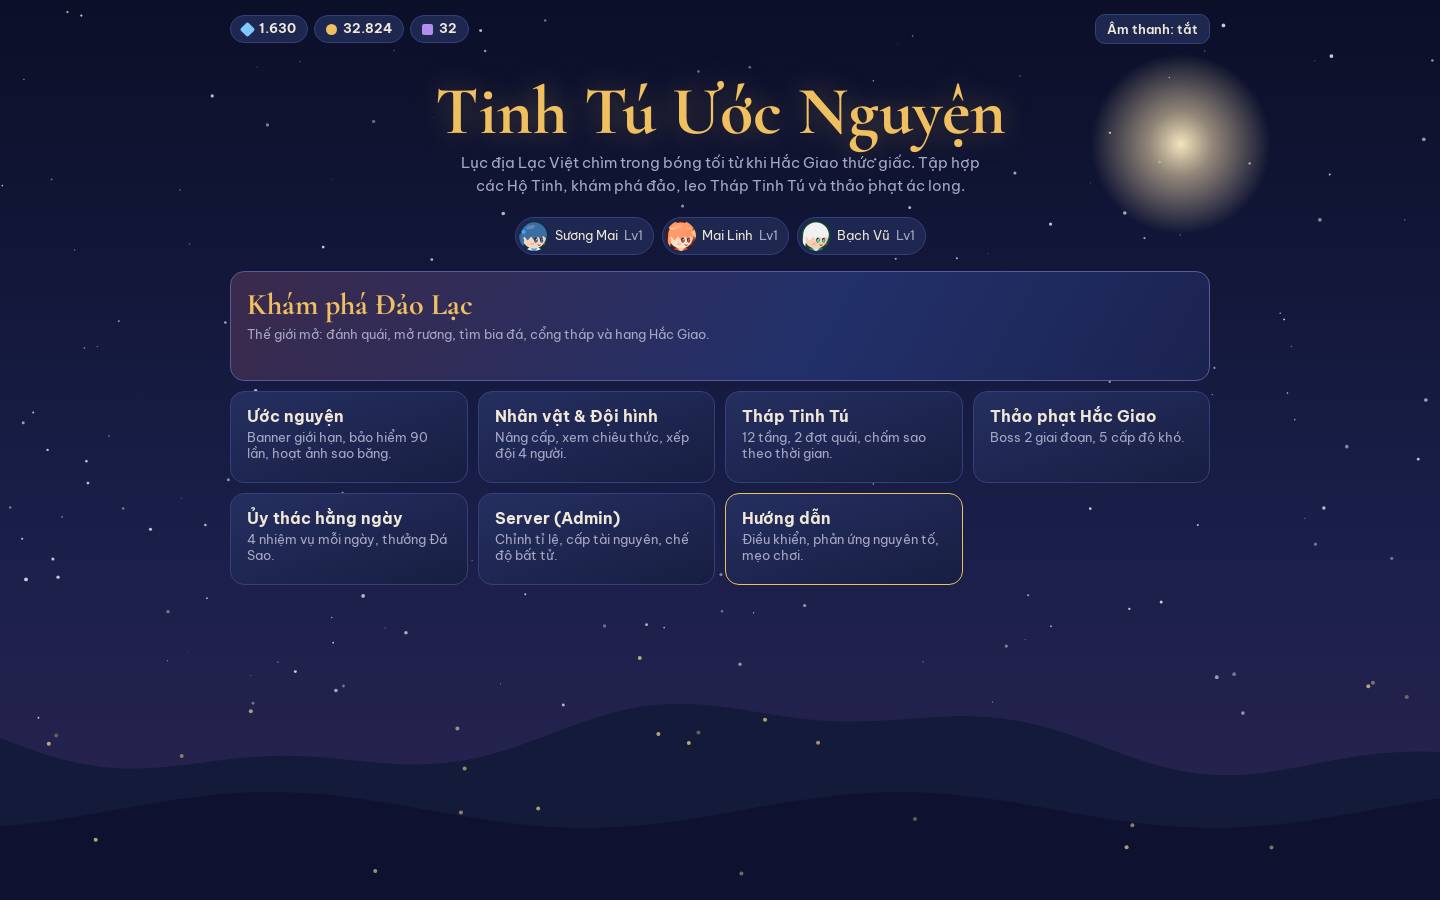 1.630
32.824
32
Âm thanh: tắt
Tinh Tú Ước Nguyện
Lục địa Lạc Việt chìm trong bóng tối từ khi Hắc Giao thức giấc. Tập hợp
các Hộ Tinh, khám phá đảo, leo Tháp Tinh Tú và thảo phạt ác long.
Sương Mai Lv1
Mai Linh Lv1
Bạch Vũ Lv1
Khám phá Đảo Lạc
Thế giới mở: đánh quái, mở rương, tìm bia đá, cổng tháp và hang Hắc Giao.
Ước nguyện
Banner giới hạn, bảo hiểm 90
lần, hoạt ảnh sao băng.
Nhân vật & Đội hình
Nâng cấp, xem chiêu thức, xếp
đội 4 người.
Tháp Tinh Tú
12 tầng, 2 đợt quái, chấm sao
theo thời gian.
Thảo phạt Hắc Giao
Boss 2 giai đoạn, 5 cấp độ khó.
Ủy thác hằng ngày
4 nhiệm vụ mỗi ngày, thưởng Đá
Sao.
Server (Admin)
Chỉnh tỉ lệ, cấp tài nguyên, chế
độ bất tử.
Hướng dẫn
Điều khiển, phản ứng nguyên tố,
mẹo chơi.